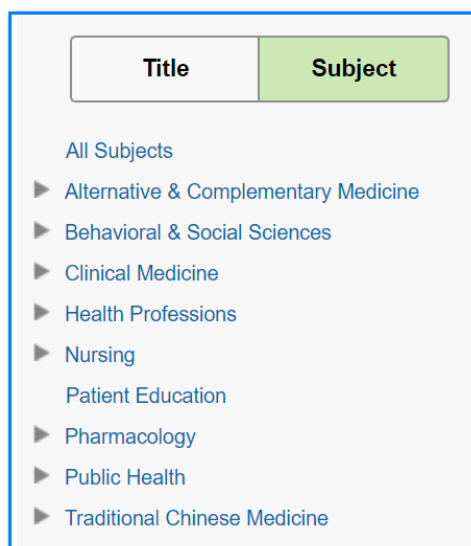 Title Subject
All Subjects
Alternative & Complementary Medicine
Behavioral & Social Sciences
Clinical Medicine
Health Professions
Nursing
Patient Education
Pharmacology
Public Health
Traditional Chinese Medicine